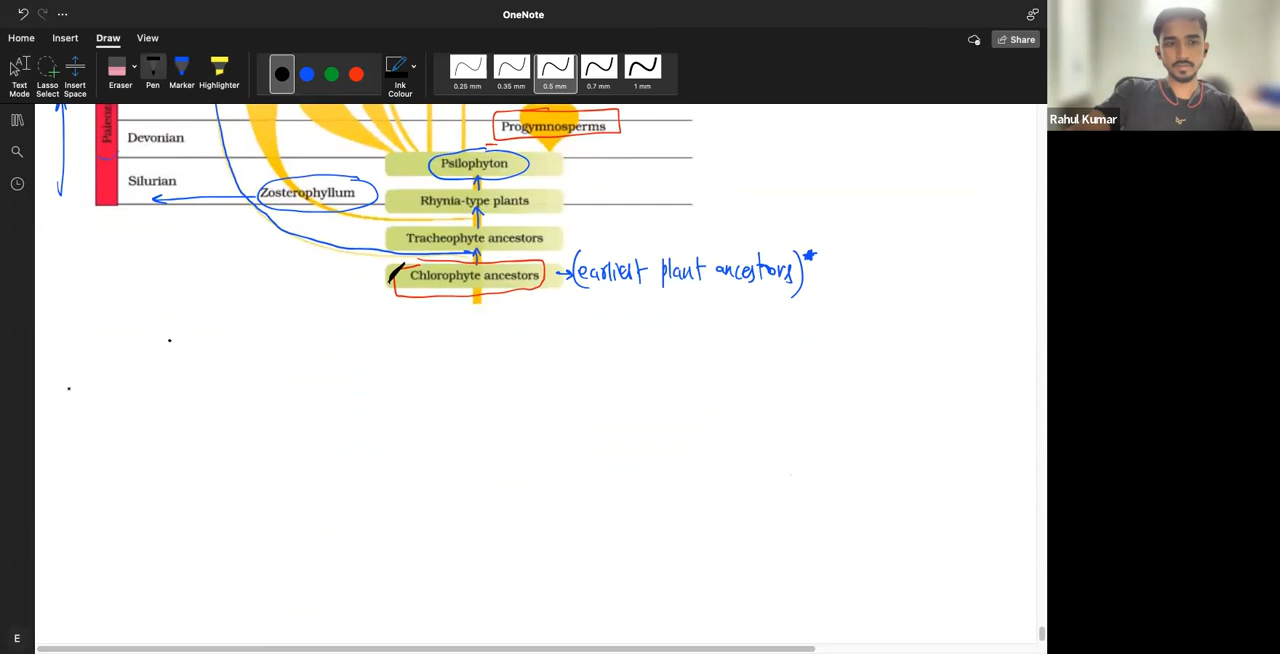 OneNote
Home Insert Draw View
Share
Text Mode
Lasso Select
Insert Space
Eraser
Pen
Marker
Highlighter
Ink Colour
0.25 mm
0.35 mm
0.5 mm
0.7 mm
1 mm
Rahul Kumar
Progymnosperms
Devonian
Psilophyton
Silurian
Zosterophyllum
Rhynia-type plants
Tracheophyte ancestors
Chlorophyte ancestors
(earliest plant ancestors)*
E